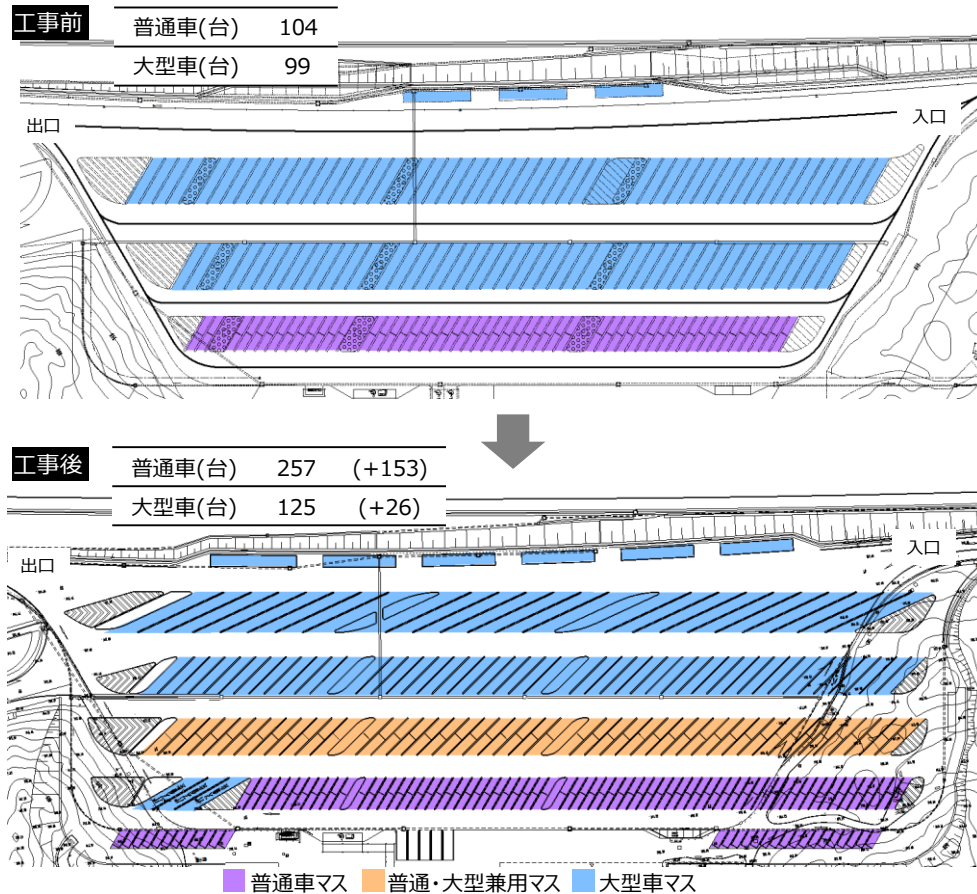 工事前
普通車(台) 104
大型車(台) 99
出口
入口
工事後
普通車(台) 257 (+153)
大型車(台) 125 (+26)
出口
入口
普通車マス 普通・大型兼用マス 大型車マス